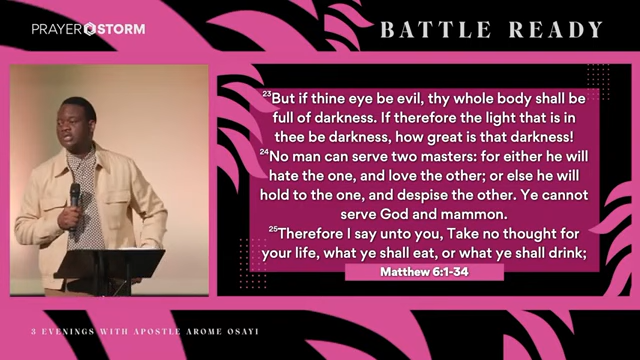 PRAYER STORM
BATTLE READY
²³But if thine eye be evil, thy whole body shall be
full of darkness. If therefore the light that is in
thee be darkness, how great is that darkness!
²⁴No man can serve two masters: for either he will
hate the one, and love the other; or else he will
hold to the one, and despise the other. Ye cannot
serve God and mammon.
²⁵Therefore I say unto you, Take no thought for
your life, what ye shall eat, or what ye shall drink;
Matthew 6:1-34
3 EVENINGS WITH APOSTLE AROME OSAYI